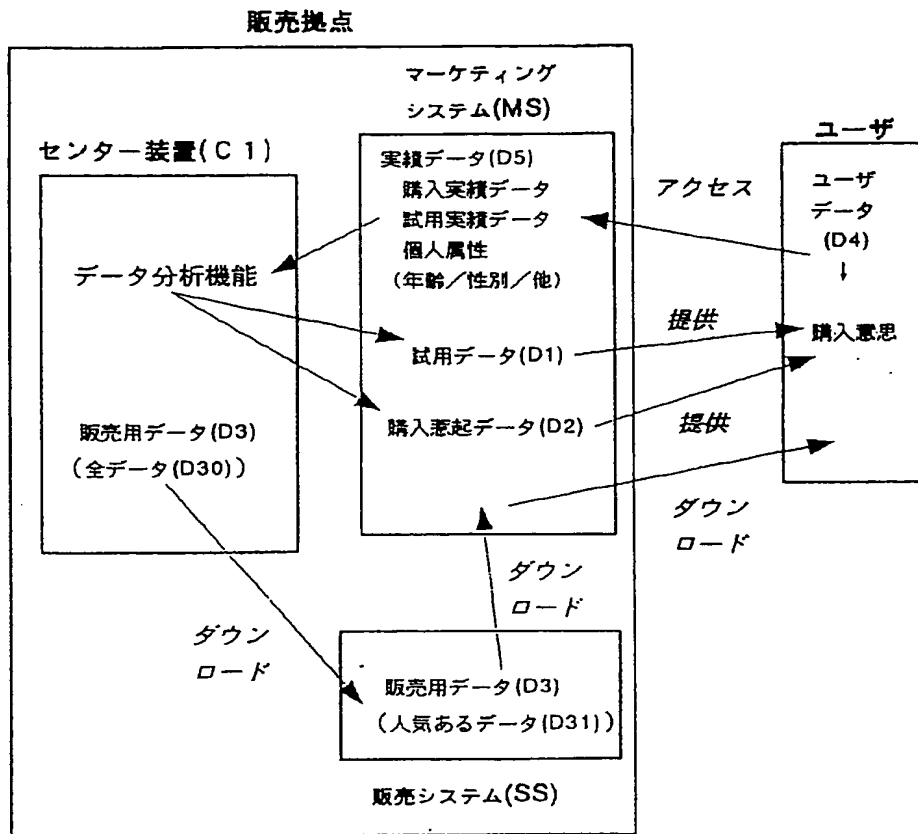 販売拠点
マーケティング
システム(MS)
センター装置(C1)
ユーザ
実績データ(D5)
購入実績データ
試用実績データ
個人属性
(年齢／性別／他)
アクセス
ユーザ
データ
(D4)
↓
データ分析機能
提供
購入意思
試用データ(D1)
購入惹起データ(D2)
提供
販売用データ(D3)
(全データ(D30))
ダウン
ロード
ダウン
ロード
ダウン
ロード
販売用データ(D3)
(人気あるデータ(D31))
販売システム(SS)